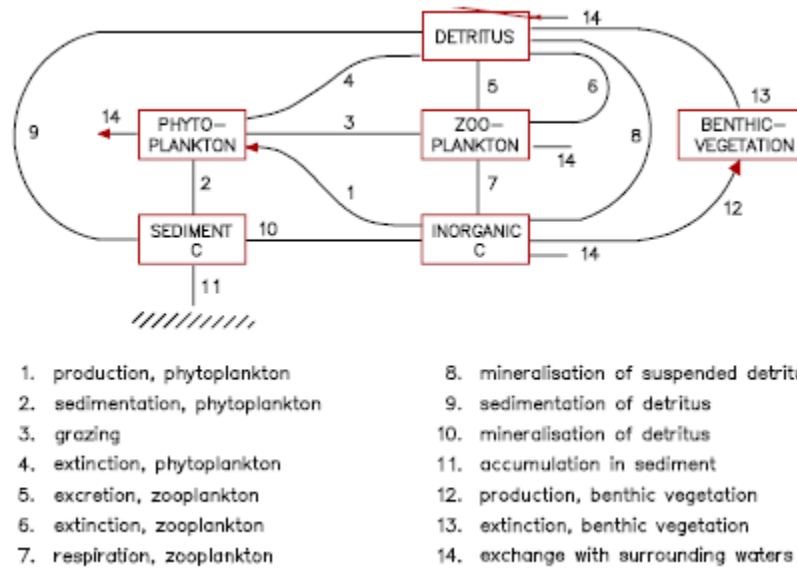 14
DETRITUS
4
5
6
13
9
14
PHYTO-
PLANKTON
3
ZOO-
PLANKTON
14
8
BENTHIC-
VEGETATION
2
1
7
12
SEDIMENT
C
10
INORGANIC
C
14
11
1. production, phytoplankton
2. sedimentation, phytoplankton
3. grazing
4. extinction, phytoplankton
5. excretion, zooplankton
6. extinction, zooplankton
7. respiration, zooplankton
8. mineralisation of suspended detrit
9. sedimentation of detritus
10. mineralisation of detritus
11. accumulation in sediment
12. production, benthic vegetation
13. extinction, benthic vegetation
14. exchange with surrounding waters